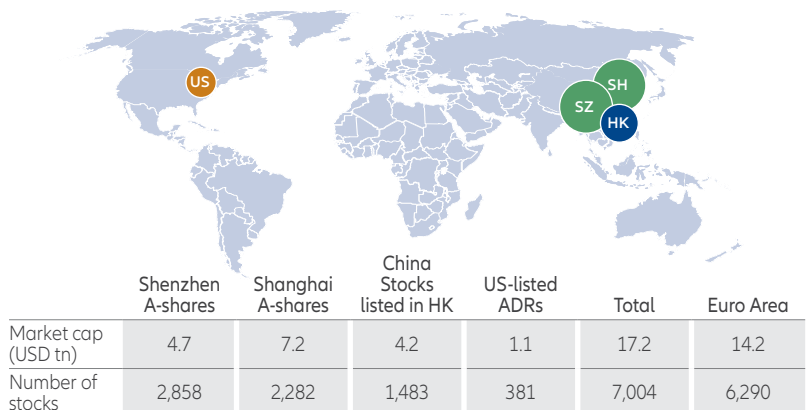 US
SH
SZ
HK
Shenzhen A-shares
Shanghai A-shares
China Stocks listed in HK
US-listed ADRs
Total
Euro Area
Market cap (USD tn)
4.7
7.2
4.2
1.1
17.2
14.2
Number of stocks
2,858
2,282
1,483
381
7,004
6,290